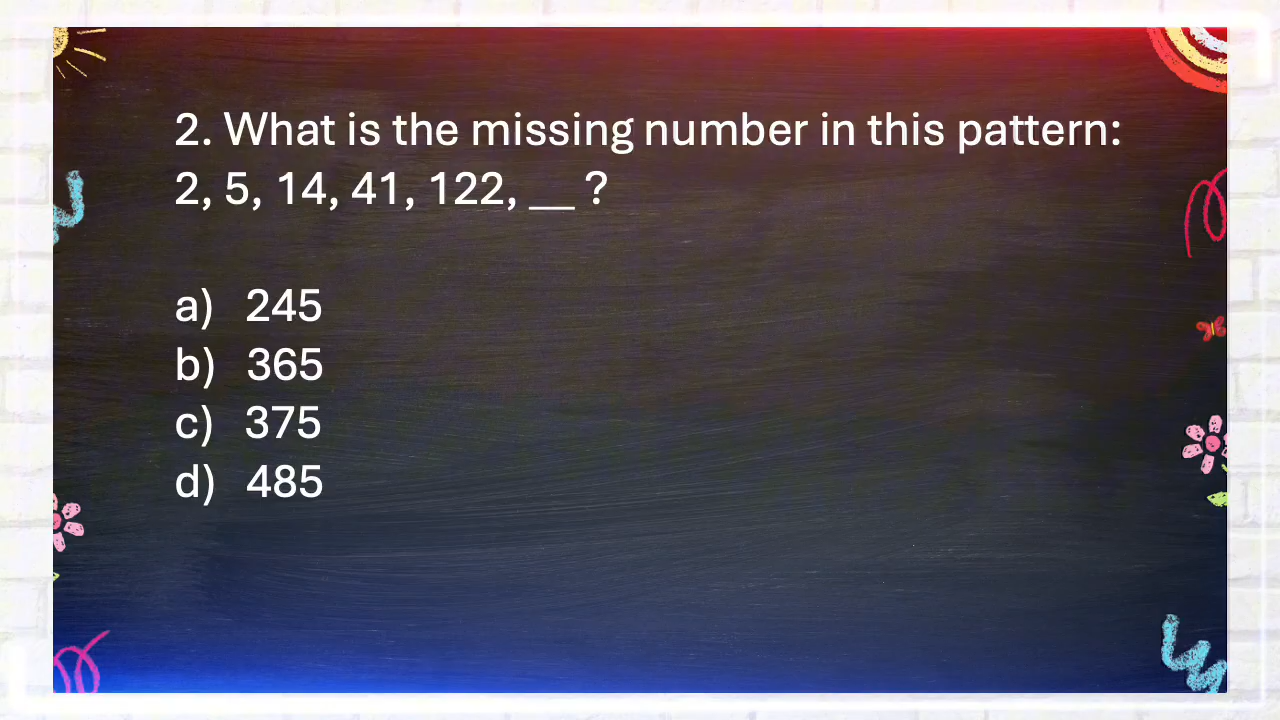 2. What is the missing number in this pattern:
2, 5, 14, 41, 122, __ ?
a) 245
b) 365
c) 375
d) 485